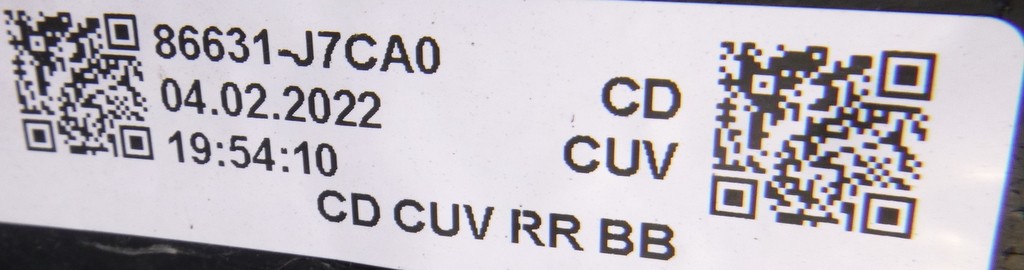 86631-J7CA0
04.02.2022
19:54:10
CD
CUV
CD CUV RR BB